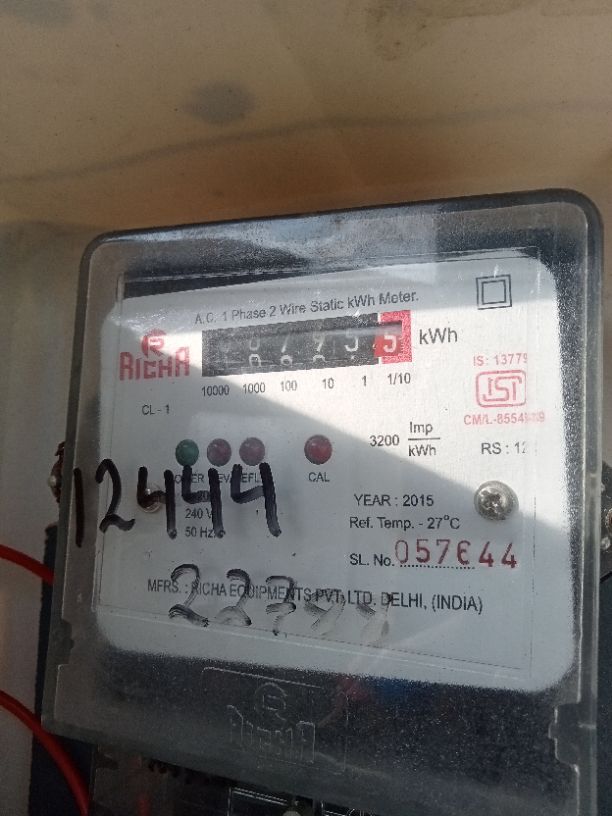 A.C. 1 Phase 2 Wire Static kWh Meter.
R
RICHA
kWh
10000 1000 100 10 1 1/10
CL - 1
IS : 13779
ISI
3200 Imp/kWh
RS : 12
CAL
12444
240 V
50 Hz
YEAR : 2015
Ref. Temp. - 27°C
SL. No. 057644
MFRS. : RICHA EQUIPMENTS PVT. LTD. DELHI, (INDIA)
RICHA